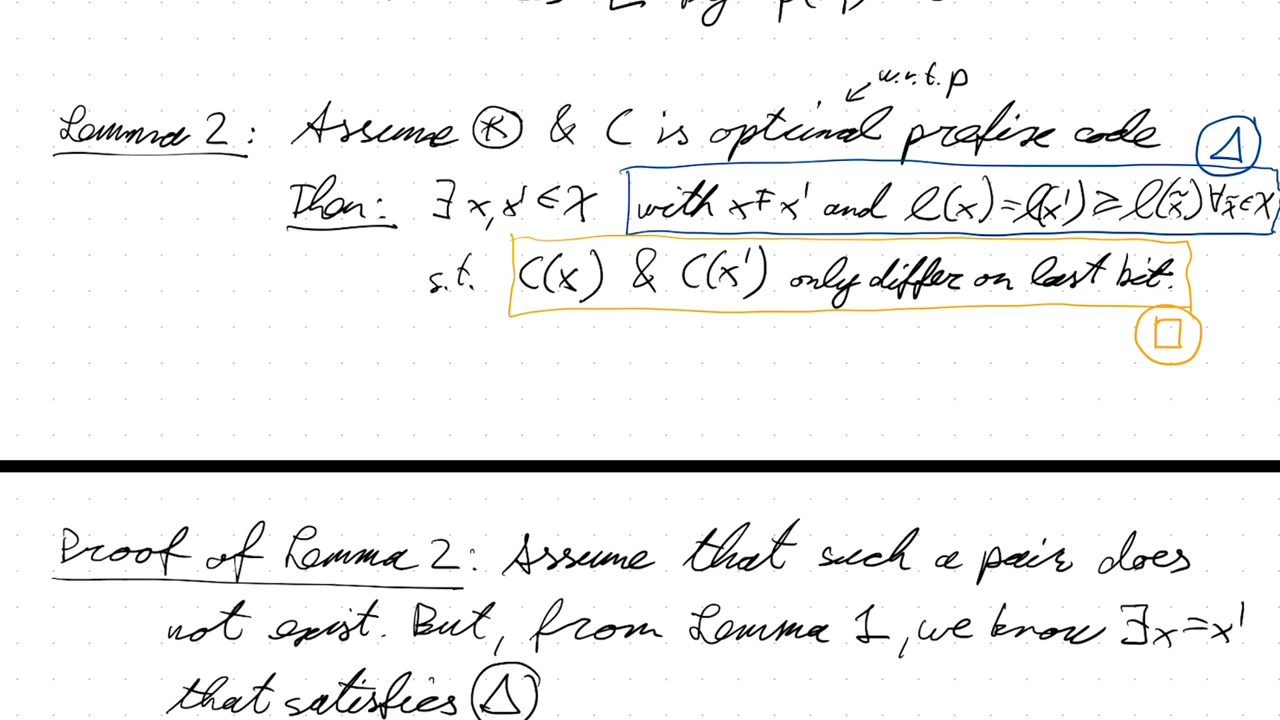 by
w.r.t. p
Lemma 2: Assume ⊛ & C is optimal prefix code
Δ
Then: ∃ x, x' ∈ X with x ≠ x' and l(x) = l(x') ≥ l(x̃) ∀ x̃ ∈ X
s.t. C(x) & C(x') only differ on last bit.
□
Proof of Lemma 2: Assume that such a pair does
not exist. But, from Lemma 1, we know ∃ x = x'
that satisfies Δ